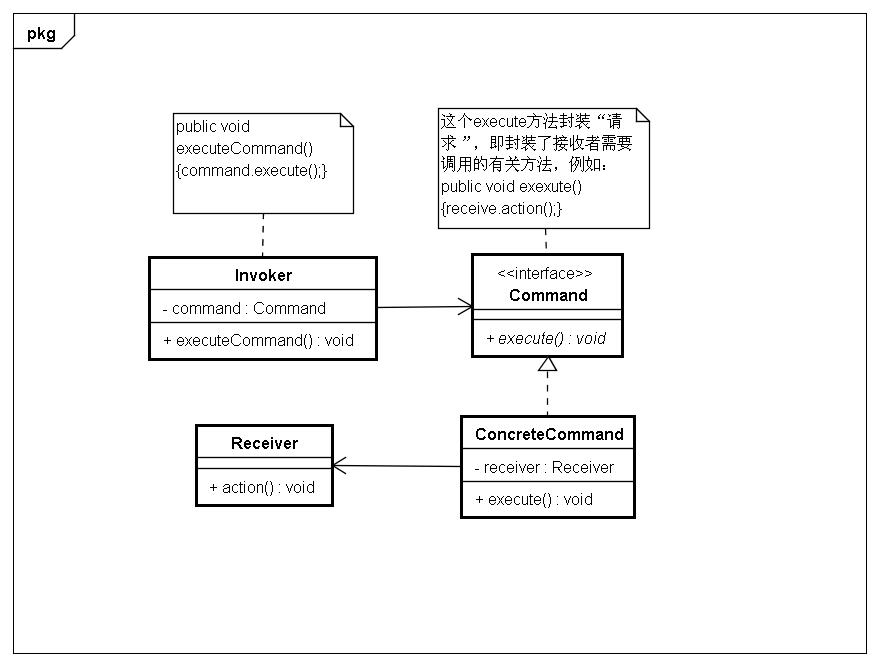 pkg
public void
executeCommand()
{command.execute();}
这个execute方法封装“请
求 ”，即封装了接收者需要
调用的有关方法，例如：
public void exexute()
{receive.action();}
Invoker
- command : Command
+ executeCommand() : void
<<interface>>
Command
+ execute() : void
Receiver
+ action() : void
ConcreteCommand
- receiver : Receiver
+ execute() : void